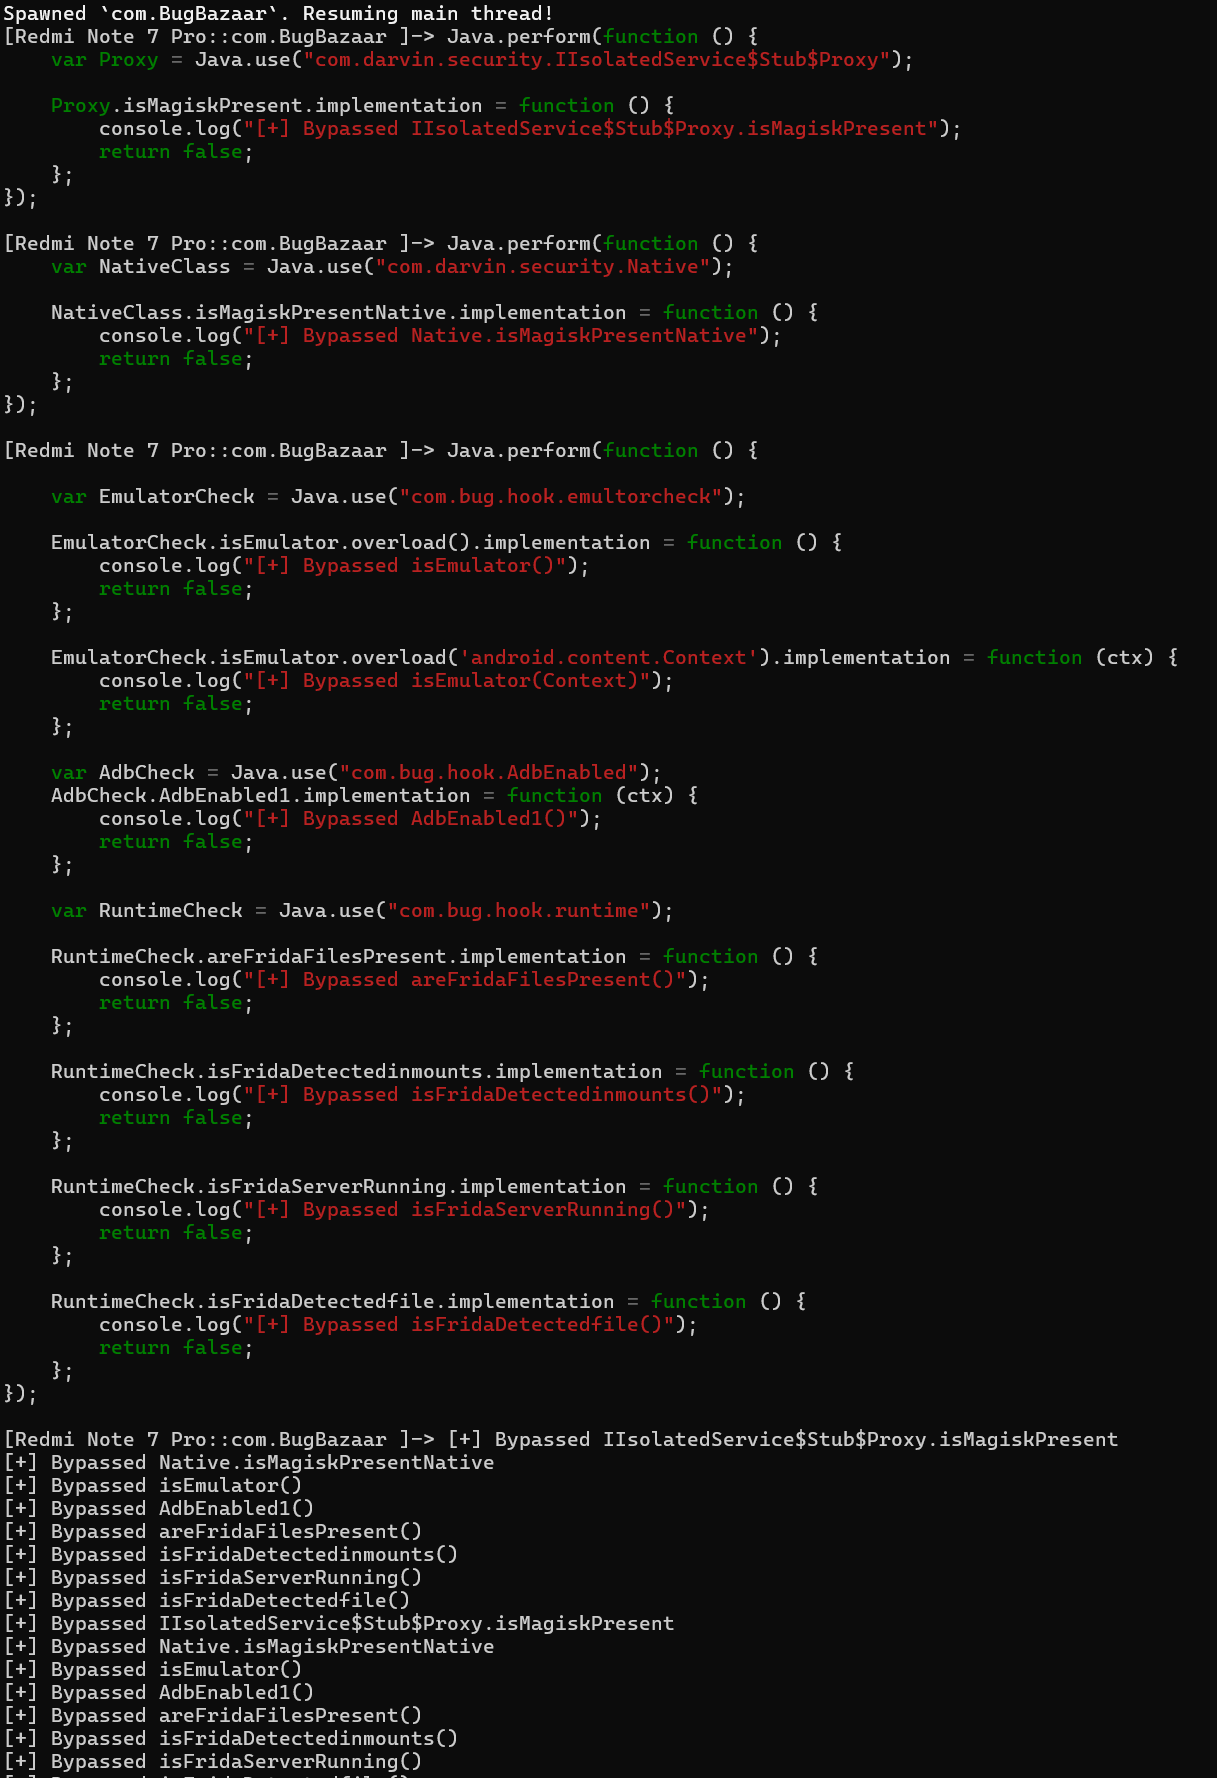 Spawned `com.BugBazaar`. Resuming main thread!
[Redmi Note 7 Pro::com.BugBazaar ]-> Java.perform(function () {
    var Proxy = Java.use("com.darvin.security.IIsolatedService$Stub$Proxy");

    Proxy.isMagiskPresent.implementation = function () {
        console.log("[+] Bypassed IIsolatedService$Stub$Proxy.isMagiskPresent");
        return false;
    };
});

[Redmi Note 7 Pro::com.BugBazaar ]-> Java.perform(function () {
    var NativeClass = Java.use("com.darvin.security.Native");

    NativeClass.isMagiskPresentNative.implementation = function () {
        console.log("[+] Bypassed Native.isMagiskPresentNative");
        return false;
    };
});

[Redmi Note 7 Pro::com.BugBazaar ]-> Java.perform(function () {

    var EmulatorCheck = Java.use("com.bug.hook.emultorcheck");

    EmulatorCheck.isEmulator.overload().implementation = function () {
        console.log("[+] Bypassed isEmulator()");
        return false;
    };

    EmulatorCheck.isEmulator.overload('android.content.Context').implementation = function (ctx) {
        console.log("[+] Bypassed isEmulator(Context)");
        return false;
    };

    var AdbCheck = Java.use("com.bug.hook.AdbEnabled");
    AdbCheck.AdbEnabled1.implementation = function (ctx) {
        console.log("[+] Bypassed AdbEnabled1()");
        return false;
    };

    var RuntimeCheck = Java.use("com.bug.hook.runtime");

    RuntimeCheck.areFridaFilesPresent.implementation = function () {
        console.log("[+] Bypassed areFridaFilesPresent()");
        return false;
    };

    RuntimeCheck.isFridaDetectedinmounts.implementation = function () {
        console.log("[+] Bypassed isFridaDetectedinmounts()");
        return false;
    };

    RuntimeCheck.isFridaServerRunning.implementation = function () {
        console.log("[+] Bypassed isFridaServerRunning()");
        return false;
    };

    RuntimeCheck.isFridaDetectedfile.implementation = function () {
        console.log("[+] Bypassed isFridaDetectedfile()");
        return false;
    };
});

[Redmi Note 7 Pro::com.BugBazaar ]-> [+] Bypassed IIsolatedService$Stub$Proxy.isMagiskPresent
[+] Bypassed Native.isMagiskPresentNative
[+] Bypassed isEmulator()
[+] Bypassed AdbEnabled1()
[+] Bypassed areFridaFilesPresent()
[+] Bypassed isFridaDetectedinmounts()
[+] Bypassed isFridaServerRunning()
[+] Bypassed isFridaDetectedfile()
[+] Bypassed IIsolatedService$Stub$Proxy.isMagiskPresent
[+] Bypassed Native.isMagiskPresentNative
[+] Bypassed isEmulator()
[+] Bypassed AdbEnabled1()
[+] Bypassed areFridaFilesPresent()
[+] Bypassed isFridaDetectedinmounts()
[+] Bypassed isFridaServerRunning()